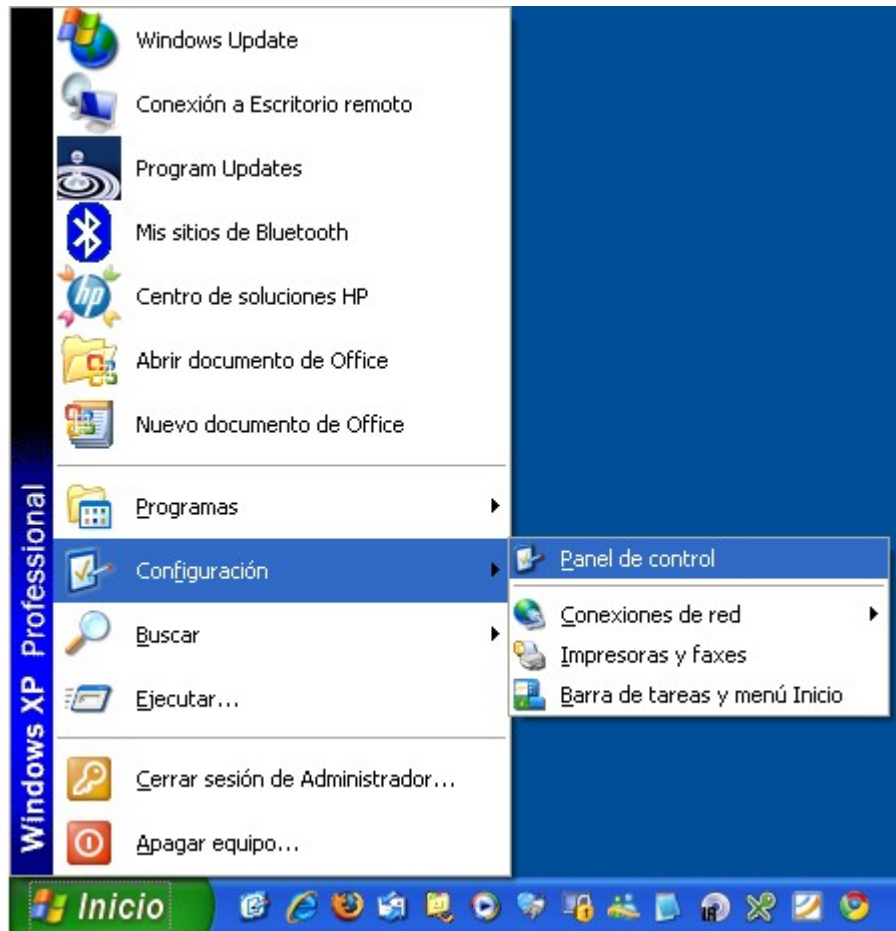 Windows Update
Conexión a Escritorio remoto
Program Updates
Mis sitios de Bluetooth
hp
Centro de soluciones HP
Abrir documento de Office
Nuevo documento de Office
Programas
Configuración
Buscar
Ejecutar...
Cerrar sesión de Administrador...
Apagar equipo...
Windows XP Professional
Panel de control
Conexiones de red
Impresoras y faxes
Barra de tareas y menú Inicio
Inicio
IR